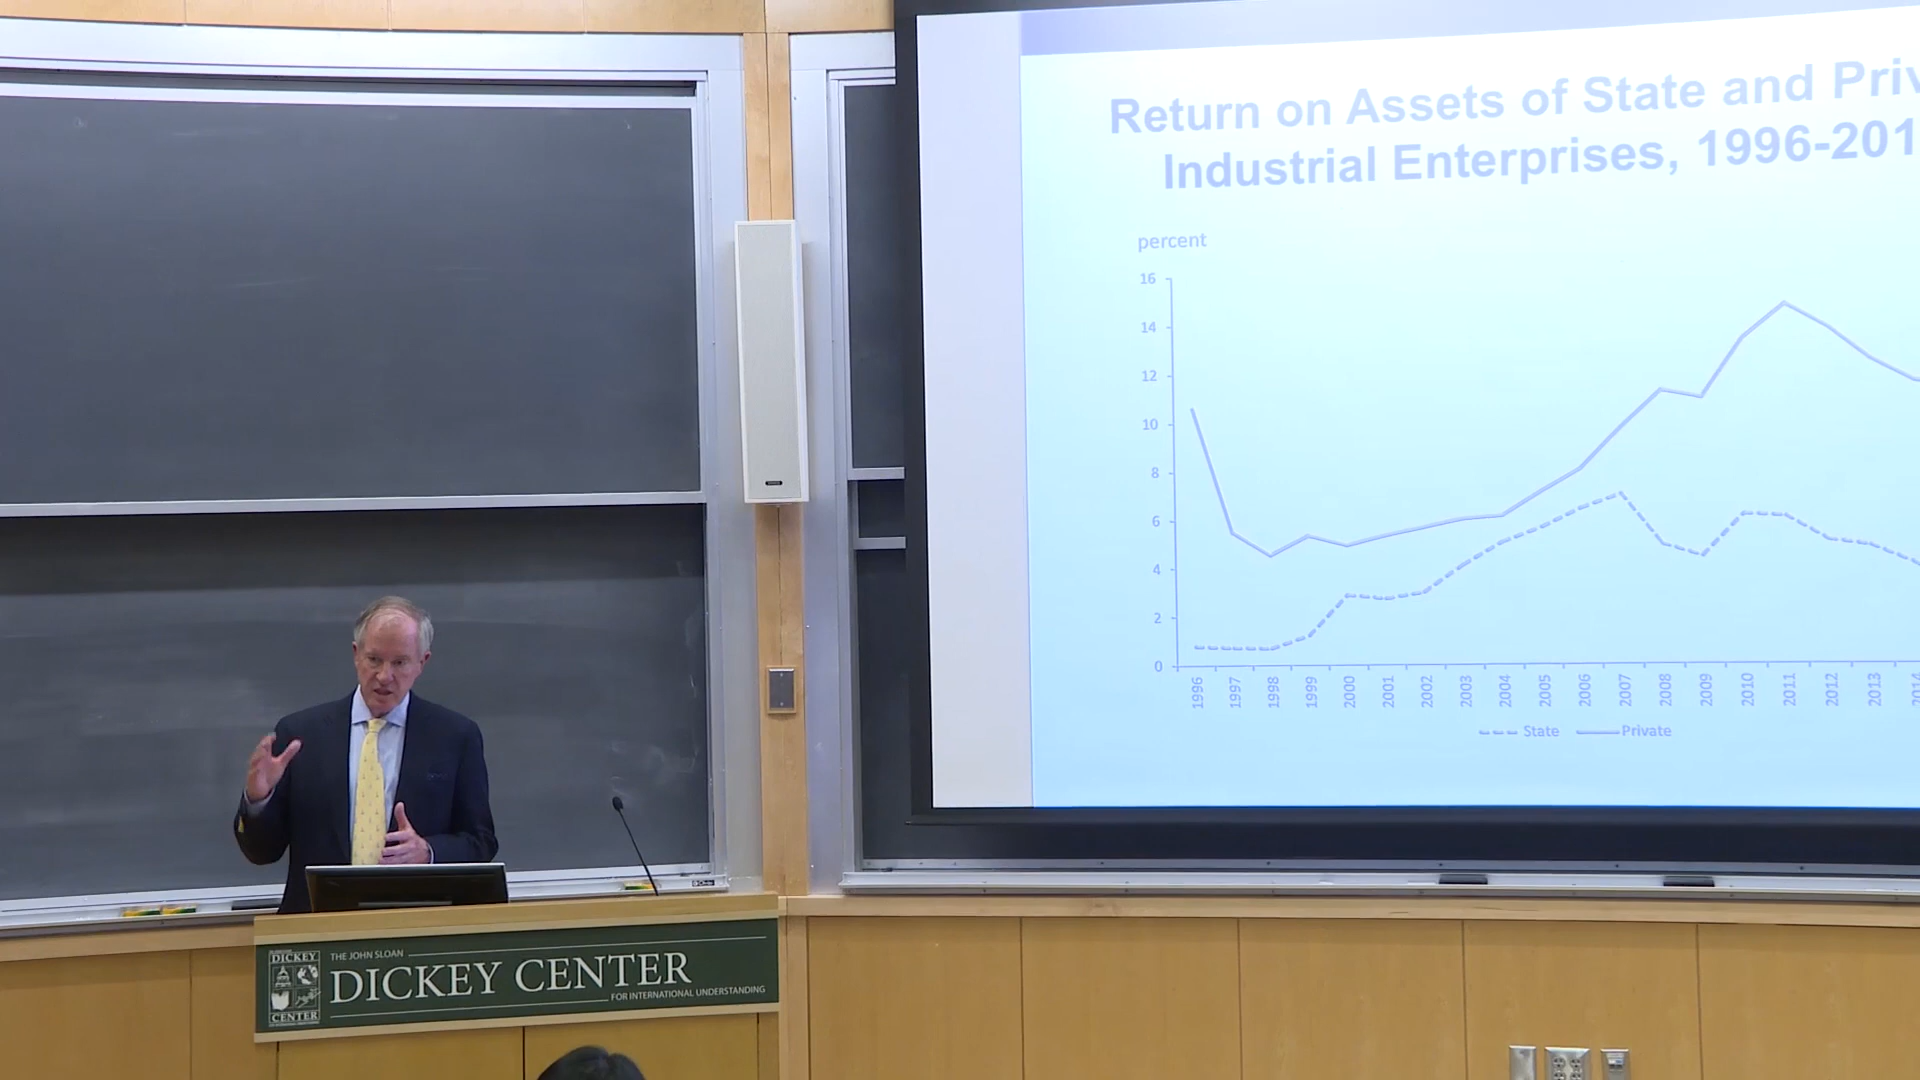 Return on Assets of State and Priv
Industrial Enterprises, 1996-201
percent
16
14
12
10
8
6
4
2
0
1996
1997
1998
1999
2000
2001
2002
2003
2004
2005
2006
2007
2008
2009
2010
2011
2012
2013
2014
State
Private
DICKEY
CENTER
THE JOHN SLOAN
DICKEY CENTER
FOR INTERNATIONAL UNDERSTANDING